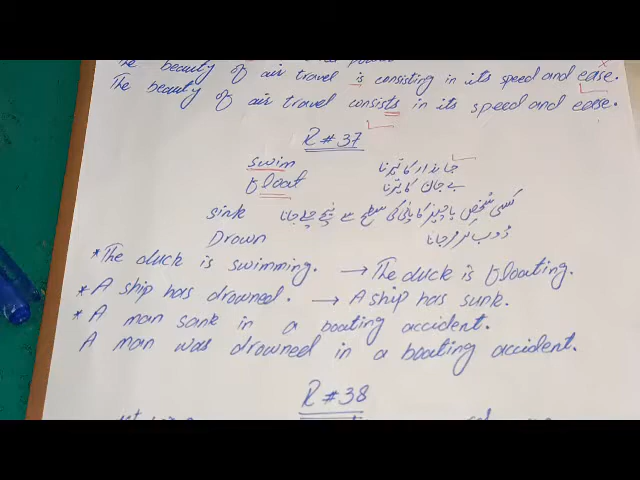 The beauty of air travel is consisting in its speed and ease.
The beauty of air travel consists in its speed and ease.
R # 37
swim جاندار کا تیرنا
float بے جان کا تیرنا
sink کسی شخص یا چیز کا پانی کی سطح سے نیچے چلے جانا
Drown ڈوب کر مر جانا
* The duck is swimming. → The duck is floating.
* A ship has drowned. → A ship has sunk.
* A man sank in a boating accident.
A man was drowned in a boating accident.
R # 38